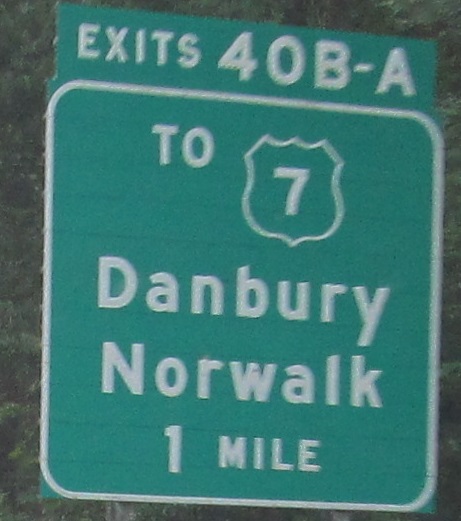 EXITS 40B-A
TO 7
Danbury
Norwalk
1 MILE